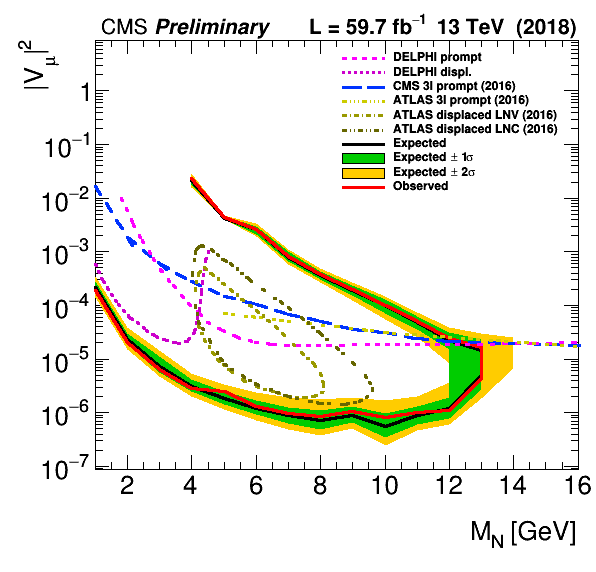 CMS Preliminary L = 59.7 fb⁻¹ 13 TeV (2018)
|V_μ|²
DELPHI prompt
DELPHI displ.
CMS 3l prompt (2016)
ATLAS 3l prompt (2016)
ATLAS displaced LNV (2016)
ATLAS displaced LNC (2016)
Expected
Expected ± 1σ
Expected ± 2σ
Observed
1
10⁻¹
10⁻²
10⁻³
10⁻⁴
10⁻⁵
10⁻⁶
10⁻⁷
2 4 6 8 10 12 14 16
M_N [GeV]